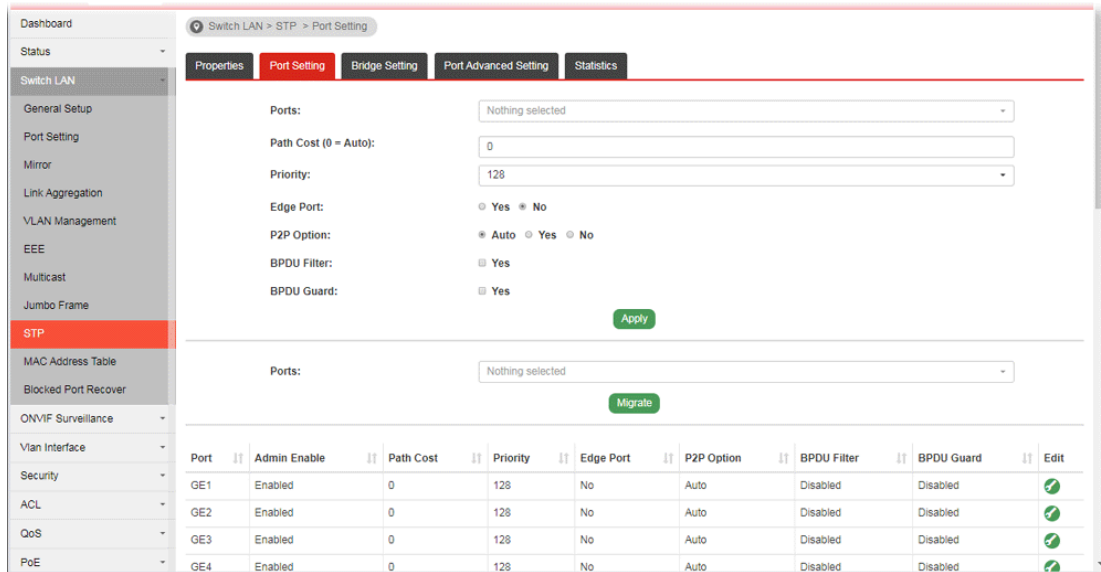 Dashboard
Status
Switch LAN
General Setup
Port Setting
Mirror
Link Aggregation
VLAN Management
EEE
Multicast
Jumbo Frame
STP
MAC Address Table
Blocked Port Recover
ONVIF Surveillance
Vlan Interface
Security
ACL
QoS
PoE
Switch LAN > STP > Port Setting
Properties Port Setting Bridge Setting Port Advanced Setting Statistics
Ports: Nothing selected
Path Cost (0 = Auto): 0
Priority: 128
Edge Port: Yes No
P2P Option: Auto Yes No
BPDU Filter: Yes
BPDU Guard: Yes
Apply
Ports: Nothing selected
Migrate
Port Admin Enable Path Cost Priority Edge Port P2P Option BPDU Filter BPDU Guard Edit
GE1 Enabled 0 128 No Auto Disabled Disabled
GE2 Enabled 0 128 No Auto Disabled Disabled
GE3 Enabled 0 128 No Auto Disabled Disabled
GE4 Enabled 0 128 No Auto Disabled Disabled